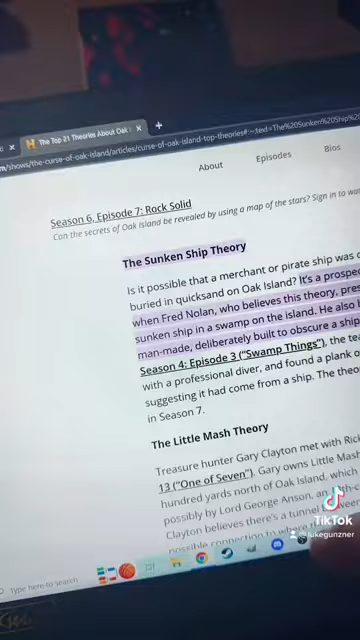 The Top 21 Theories About Oak
m/shows/the-curse-of-oak-island/articles/curse-of-oak-island-top-theories#:~:text=The%20Sunken%20Ship%20
About Episodes Bios
Season 6, Episode 7: Rock Solid
Can the secrets of Oak Island be revealed by using a map of the stars? Sign in to wat
The Sunken Ship Theory
Is it possible that a merchant or pirate ship was
buried in quicksand on Oak Island? It's a prospe
when Fred Nolan, who believes this theory, pres
sunken ship in a swamp on the island. He also b
man-made, deliberately built to obscure a ship
Season 4: Episode 3 ("Swamp Things"), the tea
with a professional diver, and found a plank o
suggesting it had come from a ship. The theo
in Season 7.
The Little Mash Theory
Treasure hunter Gary Clayton met with Rick
13 ("One of Seven"). Gary owns Little Mash
hundred yards north of Oak Island, which
possibly by Lord George Anson, an
Clayton believes there's a tunnel
possible connection to where
TikTok
@lukegunzner
Type here to search